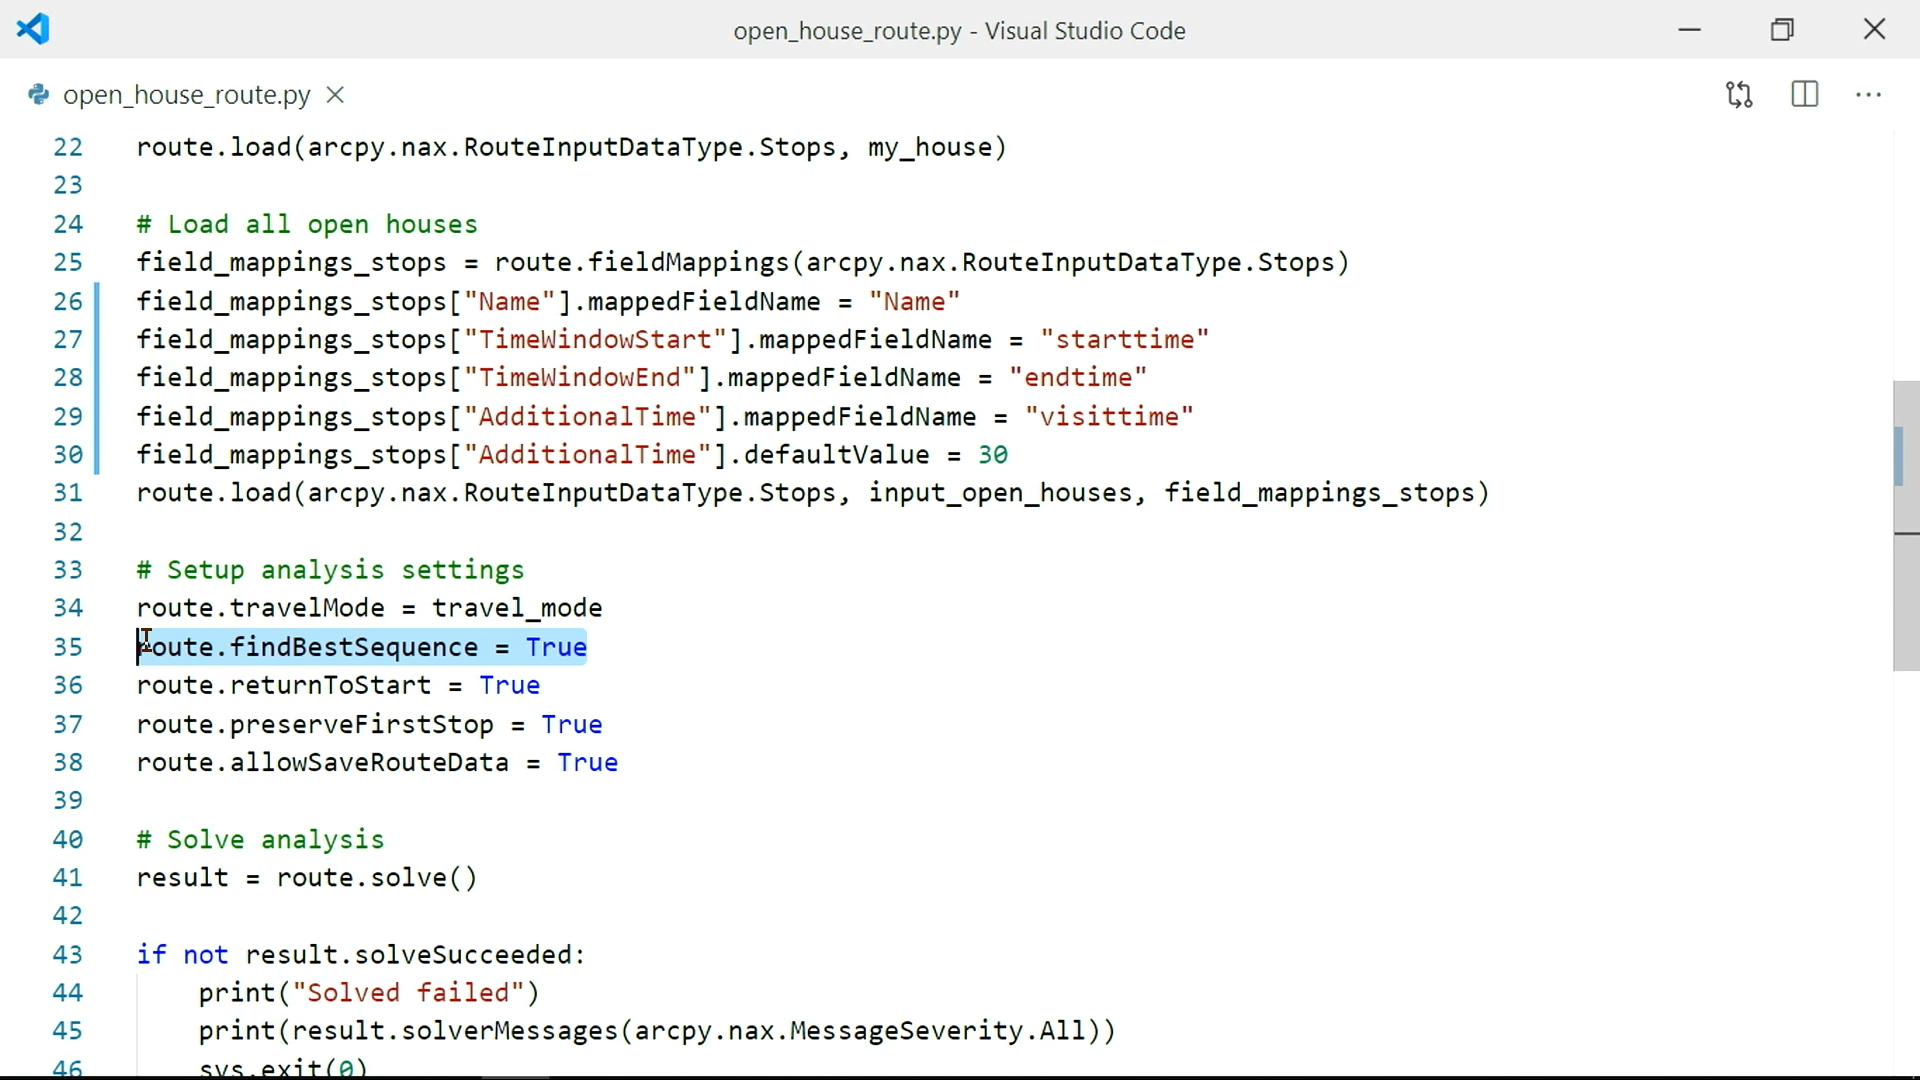 open_house_route.py - Visual Studio Code
open_house_route.py
22 route.load(arcpy.nax.RouteInputDataType.Stops, my_house)
23
24 # Load all open houses
25 field_mappings_stops = route.fieldMappings(arcpy.nax.RouteInputDataType.Stops)
26 field_mappings_stops["Name"].mappedFieldName = "Name"
27 field_mappings_stops["TimeWindowStart"].mappedFieldName = "starttime"
28 field_mappings_stops["TimeWindowEnd"].mappedFieldName = "endtime"
29 field_mappings_stops["AdditionalTime"].mappedFieldName = "visittime"
30 field_mappings_stops["AdditionalTime"].defaultValue = 30
31 route.load(arcpy.nax.RouteInputDataType.Stops, input_open_houses, field_mappings_stops)
32
33 # Setup analysis settings
34 route.travelMode = travel_mode
35 route.findBestSequence = True
36 route.returnToStart = True
37 route.preserveFirstStop = True
38 route.allowSaveRouteData = True
39
40 # Solve analysis
41 result = route.solve()
42
43 if not result.solveSucceeded:
44     print("Solved failed")
45     print(result.solverMessages(arcpy.nax.MessageSeverity.All))
46     sys.exit(0)